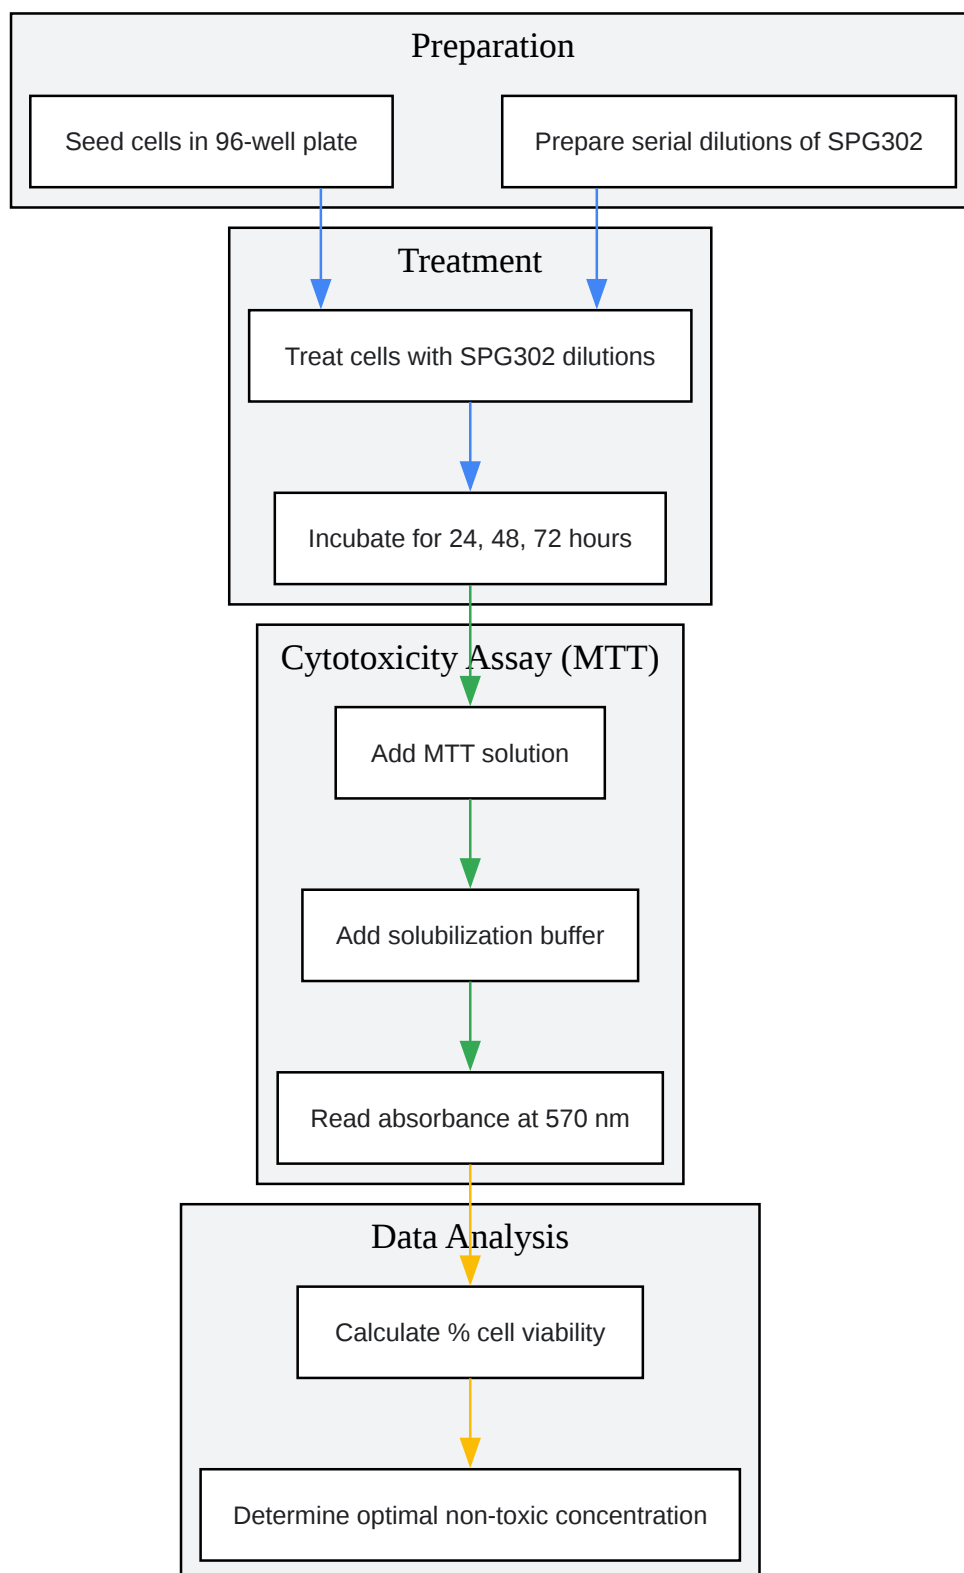 Preparation
Seed cells in 96-well plate
Prepare serial dilutions of SPG302
Treatment
Treat cells with SPG302 dilutions
Incubate for 24, 48, 72 hours
Cytotoxicity Assay (MTT)
Add MTT solution
Add solubilization buffer
Read absorbance at 570 nm
Data Analysis
Calculate % cell viability
Determine optimal non-toxic concentration